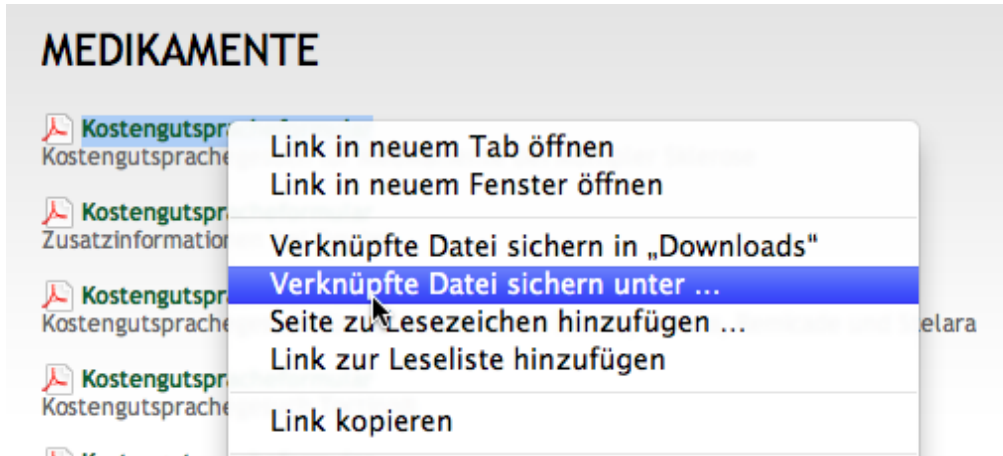 MEDIKAMENTE
Kostengutspr
Kostengutsprache
Kostengutspr
Zusatzinformation
Kostengutspr
Kostengutsprache
elara
Kostengutspr
Kostengutsprache
Link in neuem Tab öffnen
Link in neuem Fenster öffnen
Verknüpfte Datei sichern in „Downloads“
Verknüpfte Datei sichern unter ...
Seite zu Lesezeichen hinzufügen ...
Link zur Leseliste hinzufügen
Link kopieren